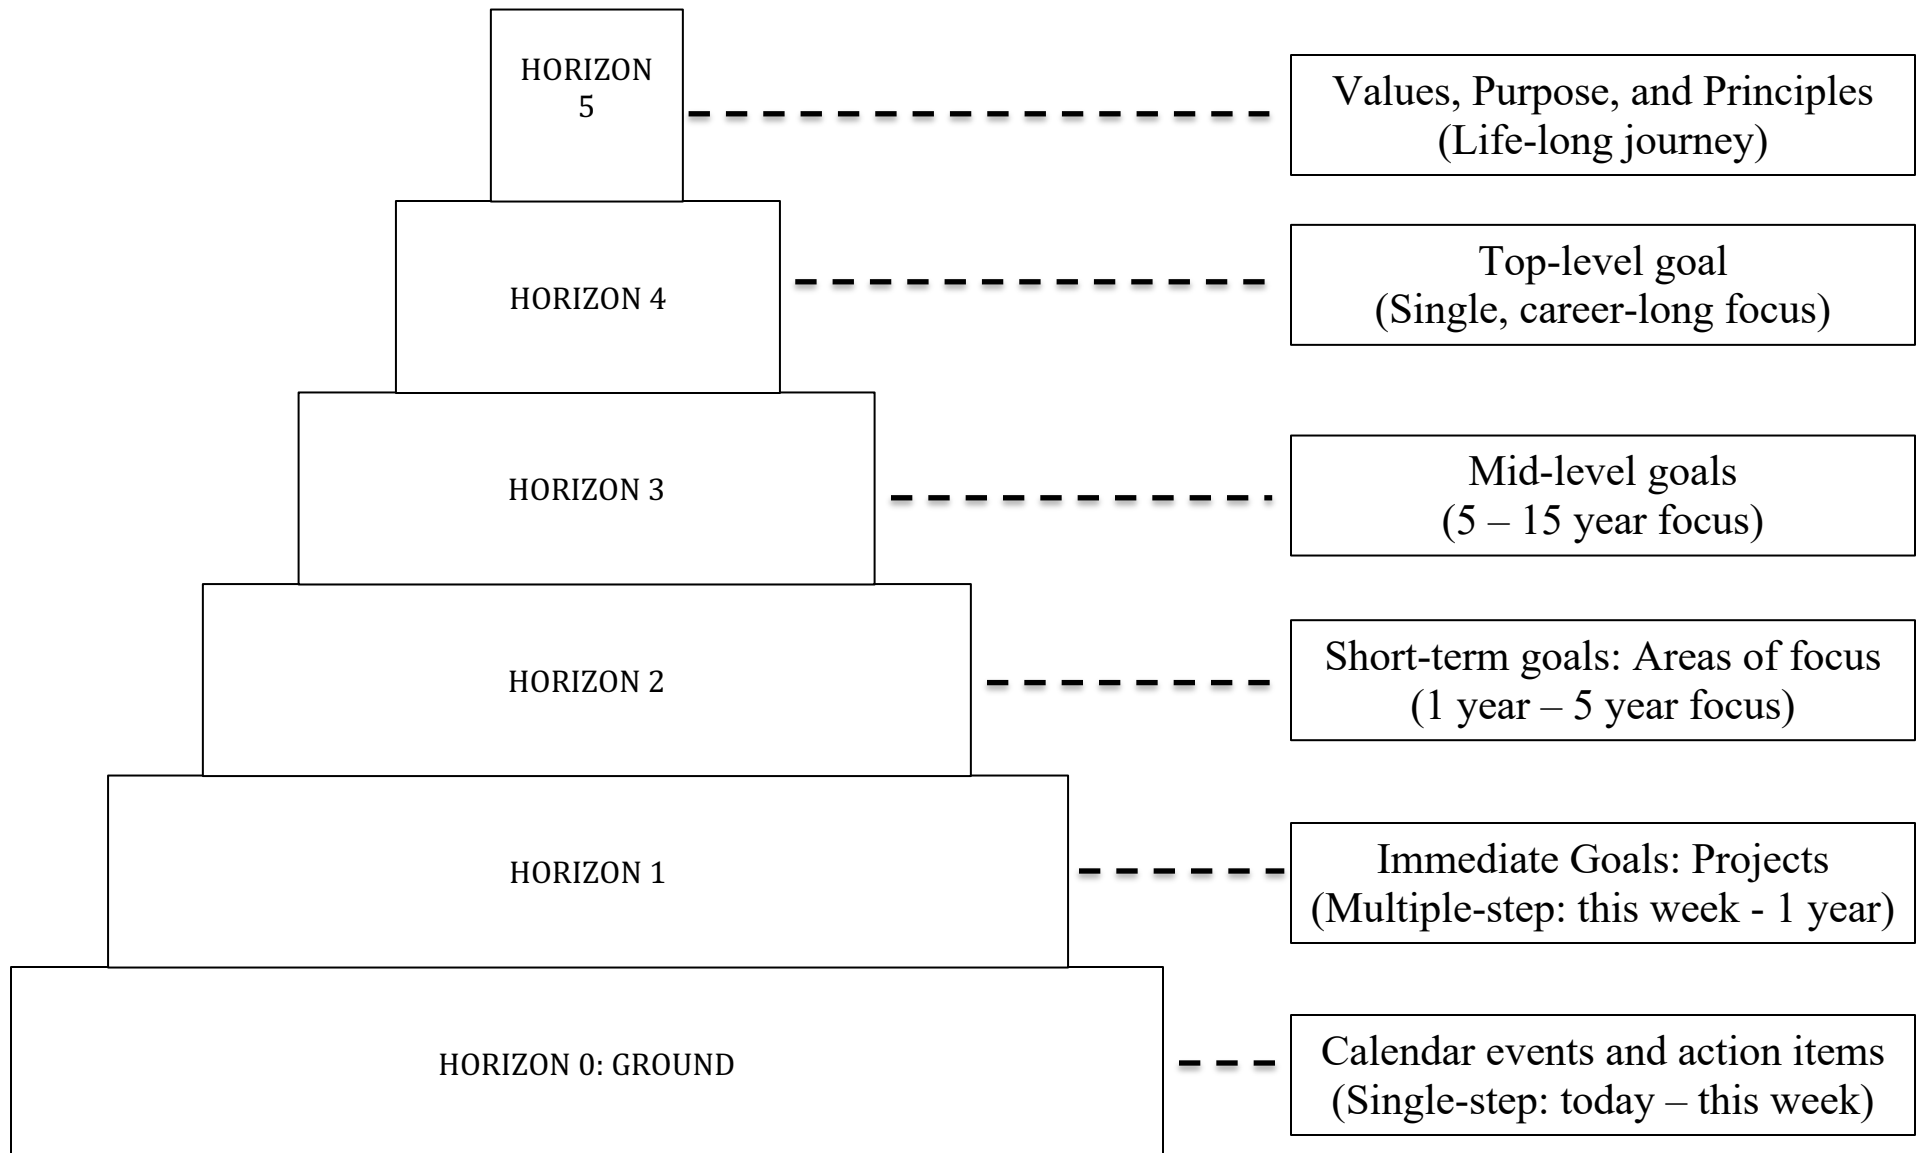 HORIZON
5
Values, Purpose, and Principles
(Life-long journey)
HORIZON 4
Top-level goal
(Single, career-long focus)
HORIZON 3
Mid-level goals
(5 – 15 year focus)
HORIZON 2
Short-term goals: Areas of focus
(1 year – 5 year focus)
HORIZON 1
Immediate Goals: Projects
(Multiple-step: this week - 1 year)
HORIZON 0: GROUND
Calendar events and action items
(Single-step: today – this week)